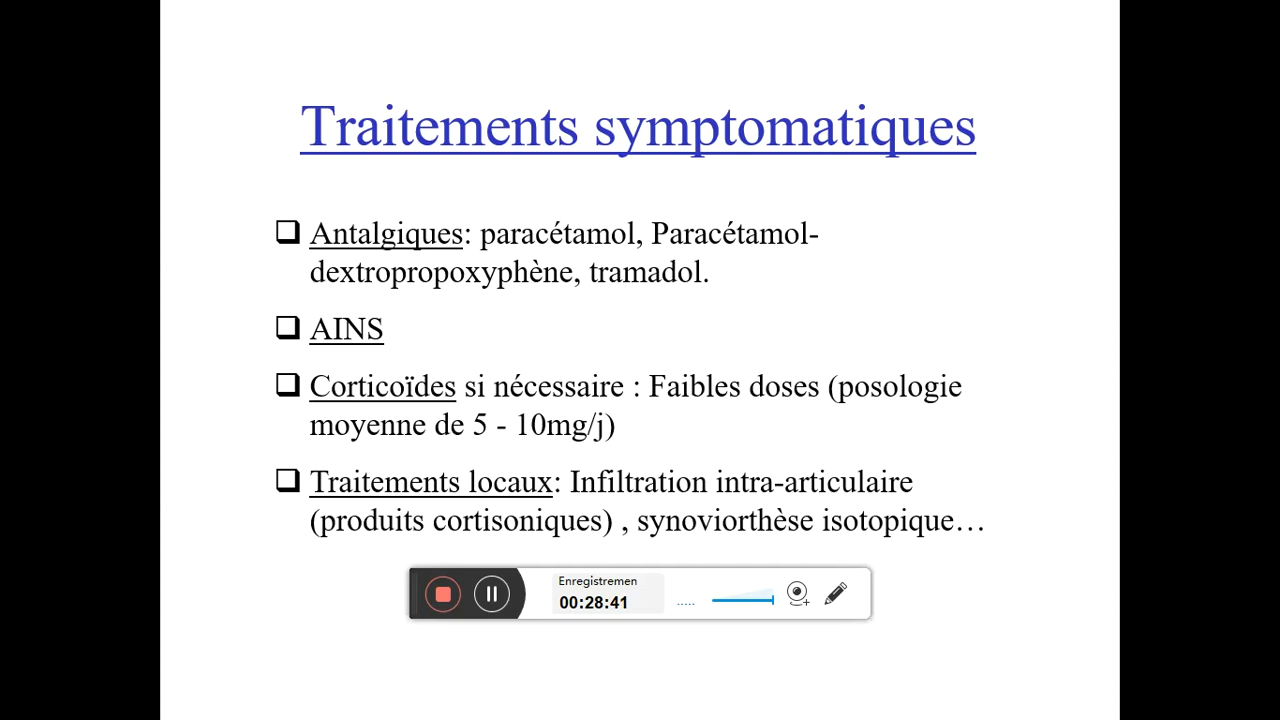 Traitements symptomatiques
Antalgiques: paracétamol, Paracétamol-
dextropropoxyphène, tramadol.
AINS
Corticoïdes si nécessaire : Faibles doses (posologie
moyenne de 5 - 10mg/j)
Traitements locaux: Infiltration intra-articulaire
(produits cortisoniques) , synoviorthèse isotopique…
Enregistremen
00:28:41